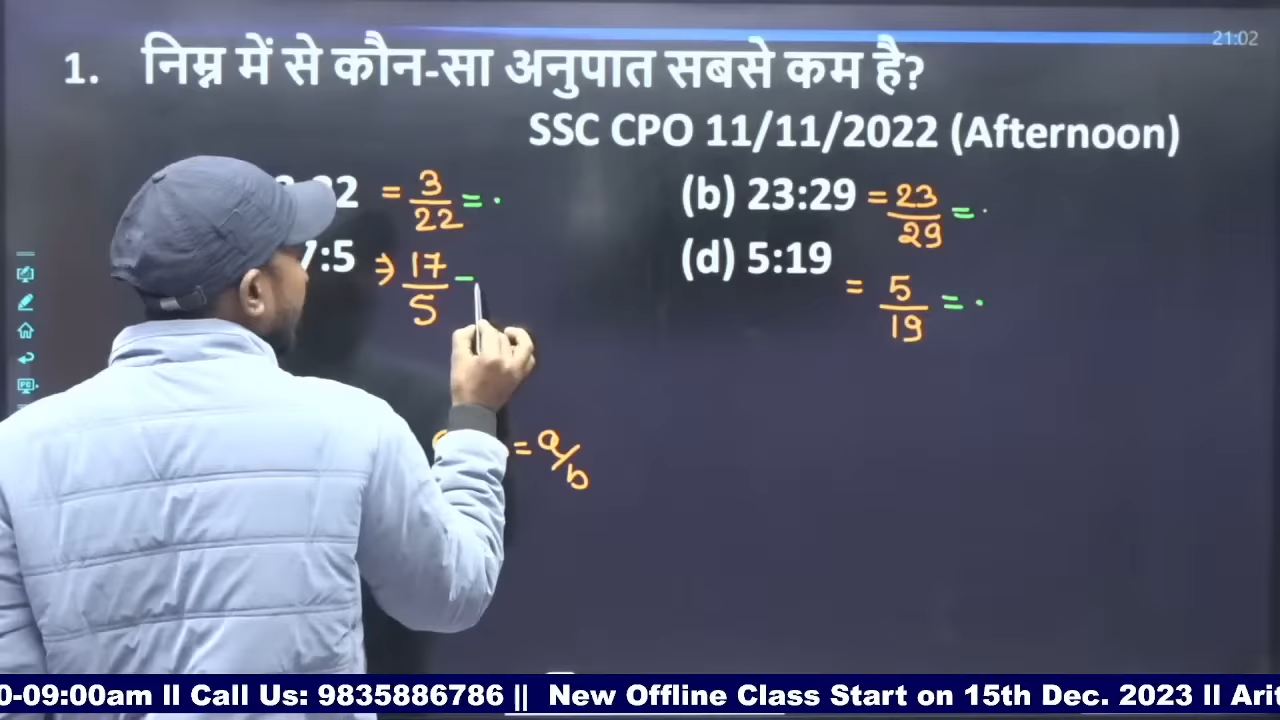 21:02
1. निम्न में से कौन-सा अनुपात सबसे कम है?
SSC CPO 11/11/2022 (Afternoon)
= 3/22 = .
(b) 23:29 = 23/29 = .
7:5 ⇒ 17/5 -
(d) 5:19 = 5/19 = .
= a/b
0-09:00am II Call Us: 9835886786 || New Offline Class Start on 15th Dec. 2023 II Arit